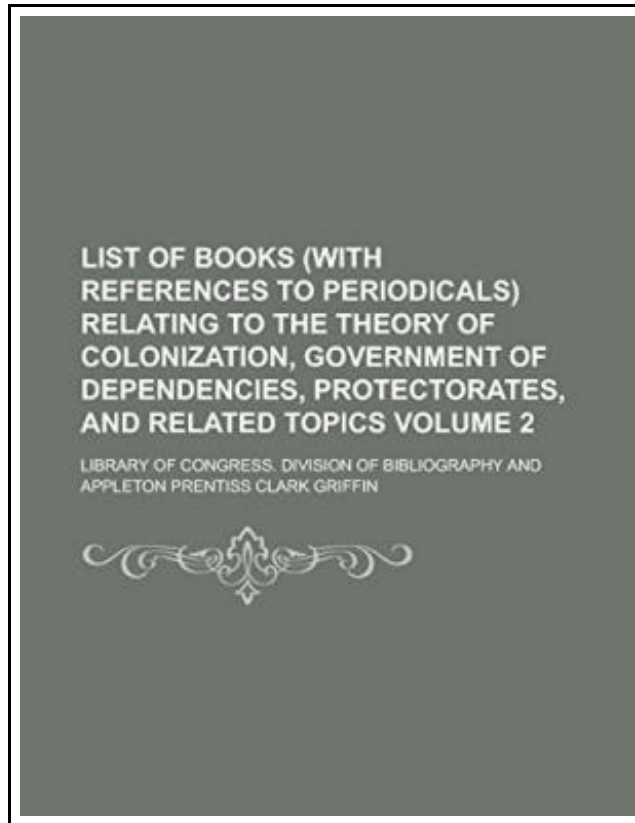 LIST OF BOOKS (WITH
REFERENCES TO PERIODICALS)
RELATING TO THE THEORY OF
COLONIZATION, GOVERNMENT OF
DEPENDENCIES, PROTECTORATES,
AND RELATED TOPICS VOLUME 2
LIBRARY OF CONGRESS. DIVISION OF BIBLIOGRAPHY AND
APPLETON PRENTISS CLARK GRIFFIN